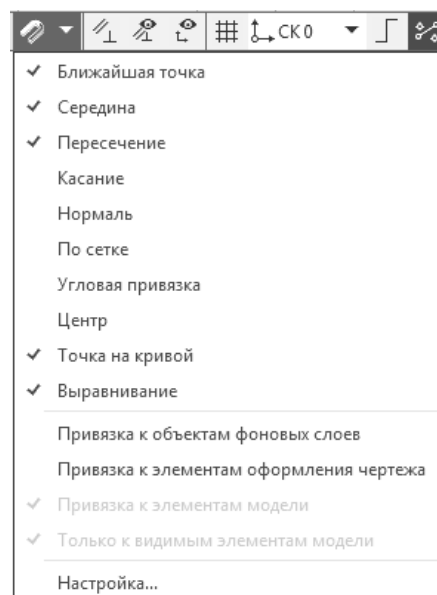 СК 0
Ближайшая точка
Середина
Пересечение
Касание
Нормаль
По сетке
Угловая привязка
Центр
Точка на кривой
Выравнивание
Привязка к объектам фоновых слоев
Привязка к элементам оформления чертежа
Привязка к элементам модели
Только к видимым элементам модели
Настройка...